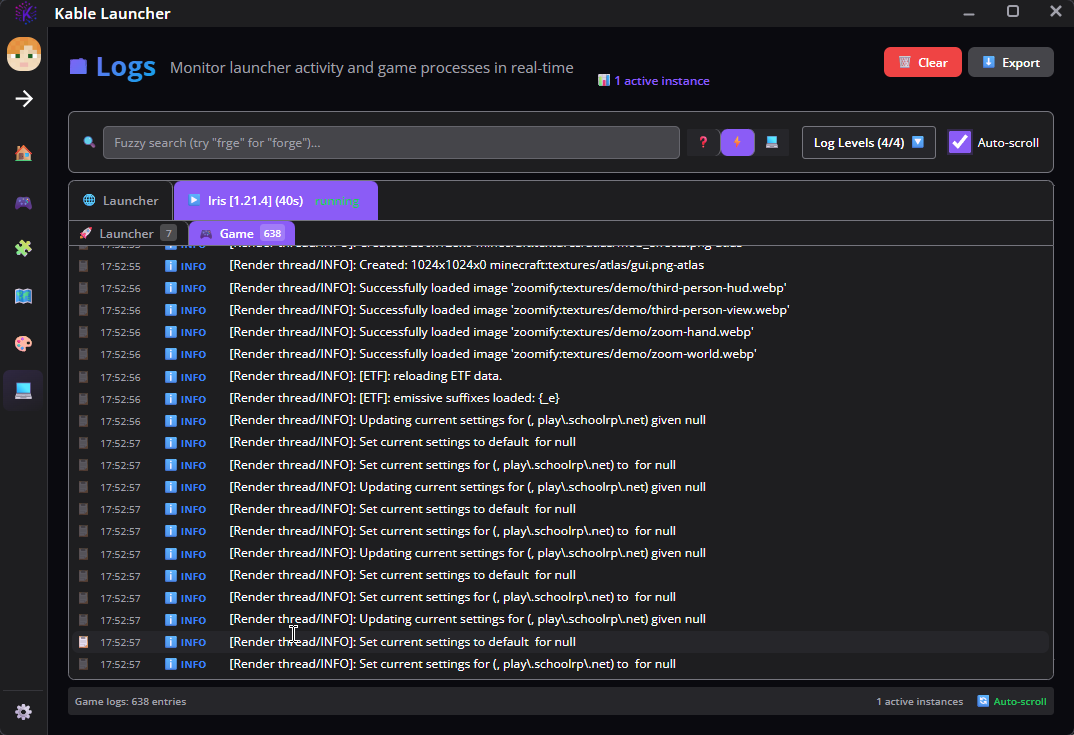 Kable Launcher
Logs Monitor launcher activity and game processes in real-time
1 active instance
Clear
Export
Fuzzy search (try "frge" for "forge")...
Log Levels (4/4)
Auto-scroll
Launcher
Iris [1.21.4] (40s) running
Launcher 7
Game 638
17:52:55 INFO [Render thread/INFO]: Created: 1024x1024x0 minecraft:textures/atlas/gui.png-atlas
17:52:56 INFO [Render thread/INFO]: Successfully loaded image 'zoomify:textures/demo/third-person-hud.webp'
17:52:56 INFO [Render thread/INFO]: Successfully loaded image 'zoomify:textures/demo/third-person-view.webp'
17:52:56 INFO [Render thread/INFO]: Successfully loaded image 'zoomify:textures/demo/zoom-hand.webp'
17:52:56 INFO [Render thread/INFO]: Successfully loaded image 'zoomify:textures/demo/zoom-world.webp'
17:52:56 INFO [Render thread/INFO]: [ETF]: reloading ETF data.
17:52:56 INFO [Render thread/INFO]: [ETF]: emissive suffixes loaded: {_e}
17:52:56 INFO [Render thread/INFO]: Updating current settings for (, play\.schoolrp\.net) given null
17:52:57 INFO [Render thread/INFO]: Set current settings to default  for null
17:52:57 INFO [Render thread/INFO]: Set current settings for (, play\.schoolrp\.net) to  for null
17:52:57 INFO [Render thread/INFO]: Updating current settings for (, play\.schoolrp\.net) given null
17:52:57 INFO [Render thread/INFO]: Set current settings to default  for null
17:52:57 INFO [Render thread/INFO]: Set current settings for (, play\.schoolrp\.net) to  for null
17:52:57 INFO [Render thread/INFO]: Updating current settings for (, play\.schoolrp\.net) given null
17:52:57 INFO [Render thread/INFO]: Set current settings to default  for null
17:52:57 INFO [Render thread/INFO]: Set current settings for (, play\.schoolrp\.net) to  for null
17:52:57 INFO [Render thread/INFO]: Updating current settings for (, play\.schoolrp\.net) given null
17:52:57 INFO [Render thread/INFO]: Set current settings to default  for null
17:52:57 INFO [Render thread/INFO]: Set current settings for (, play\.schoolrp\.net) to  for null
Game logs: 638 entries
1 active instances
Auto-scroll